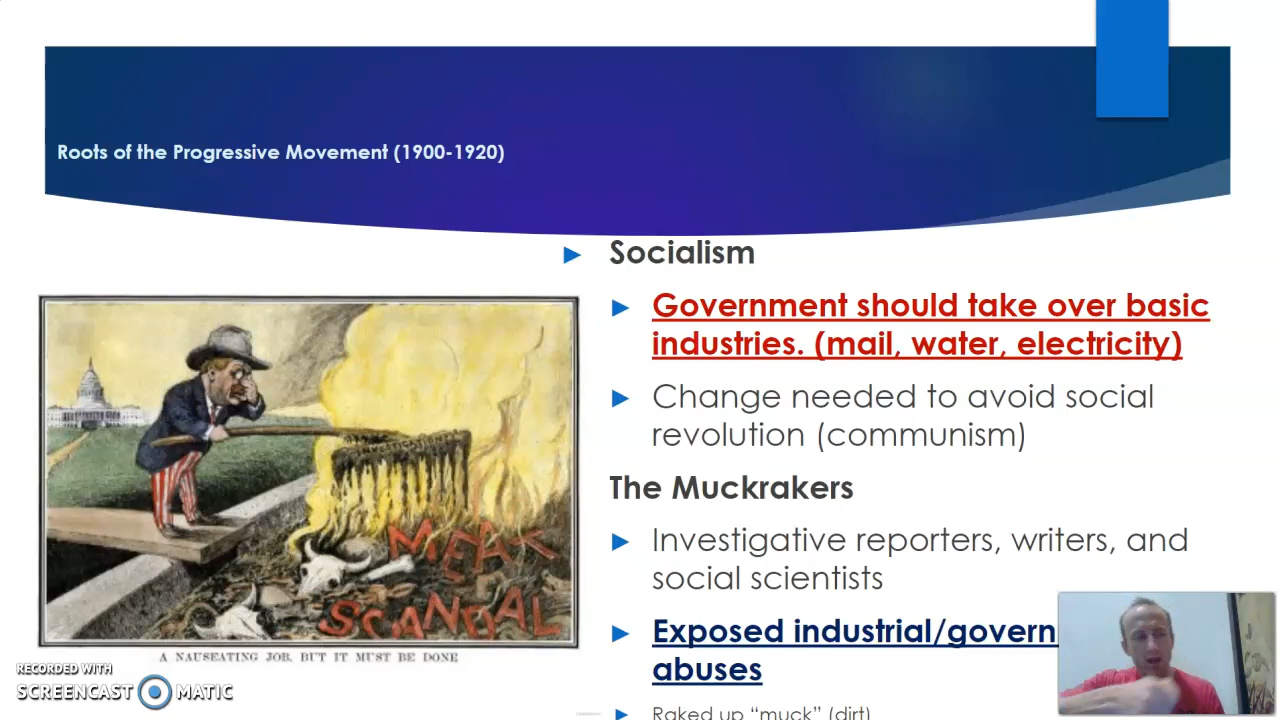 Roots of the Progressive Movement (1900-1920)
Socialism
Government should take over basic
industries. (mail, water, electricity)
Change needed to avoid social
revolution (communism)
The Muckrakers
Investigative reporters, writers, and
social scientists
Exposed industrial/govern
abuses
Raked up “muck” (dirt)
MEAT
SCANDAL
A NAUSEATING JOB, BUT IT MUST BE DONE
RECORDED WITH
SCREENCAST MATIC